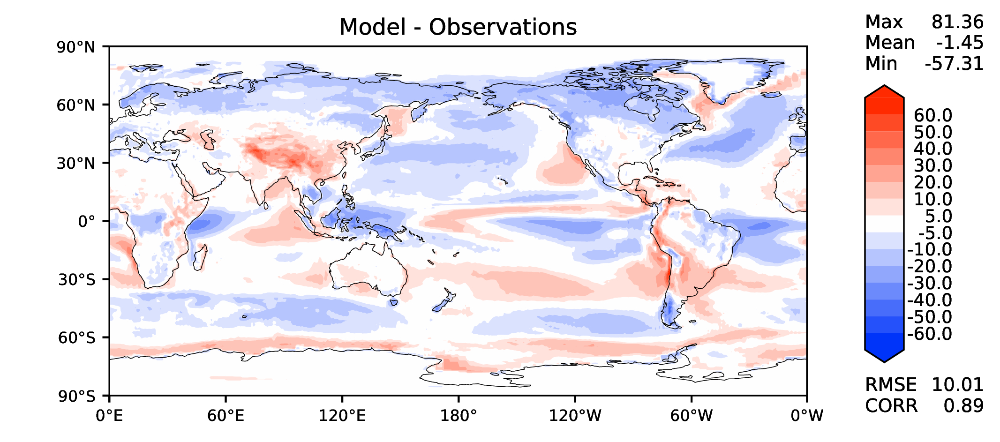 Model - Observations
Max 81.36
Mean -1.45
Min -57.31
90°N
60°N
30°N
0°
30°S
60°S
90°S
0°E 60°E 120°E 180° 120°W 60°W 0°W
60.0
50.0
40.0
30.0
20.0
10.0
5.0
-5.0
-10.0
-20.0
-30.0
-40.0
-50.0
-60.0
RMSE 10.01
CORR 0.89